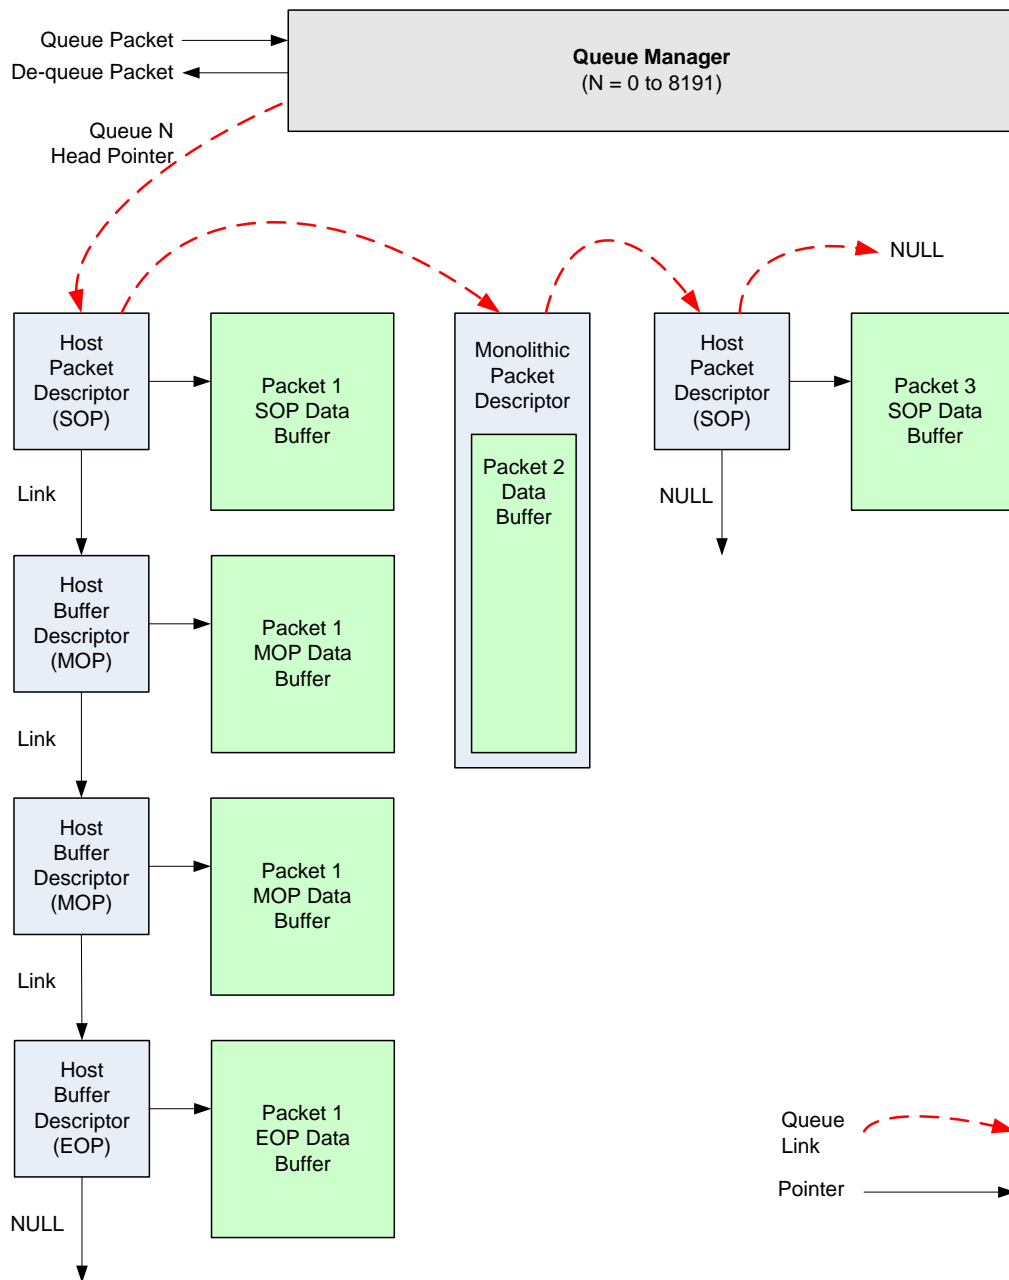 Queue Packet
De-queue Packet
Queue Manager
(N = 0 to 8191)
Queue N
Head Pointer
NULL
Host
Packet
Descriptor
(SOP)
Packet 1
SOP Data
Buffer
Monolithic
Packet
Descriptor
Packet 2
Data
Buffer
Host
Packet
Descriptor
(SOP)
Packet 3
SOP Data
Buffer
Link
NULL
Host
Buffer
Descriptor
(MOP)
Packet 1
MOP Data
Buffer
Link
Host
Buffer
Descriptor
(MOP)
Packet 1
MOP Data
Buffer
Link
Host
Buffer
Descriptor
(EOP)
Packet 1
EOP Data
Buffer
NULL
Queue
Link
Pointer